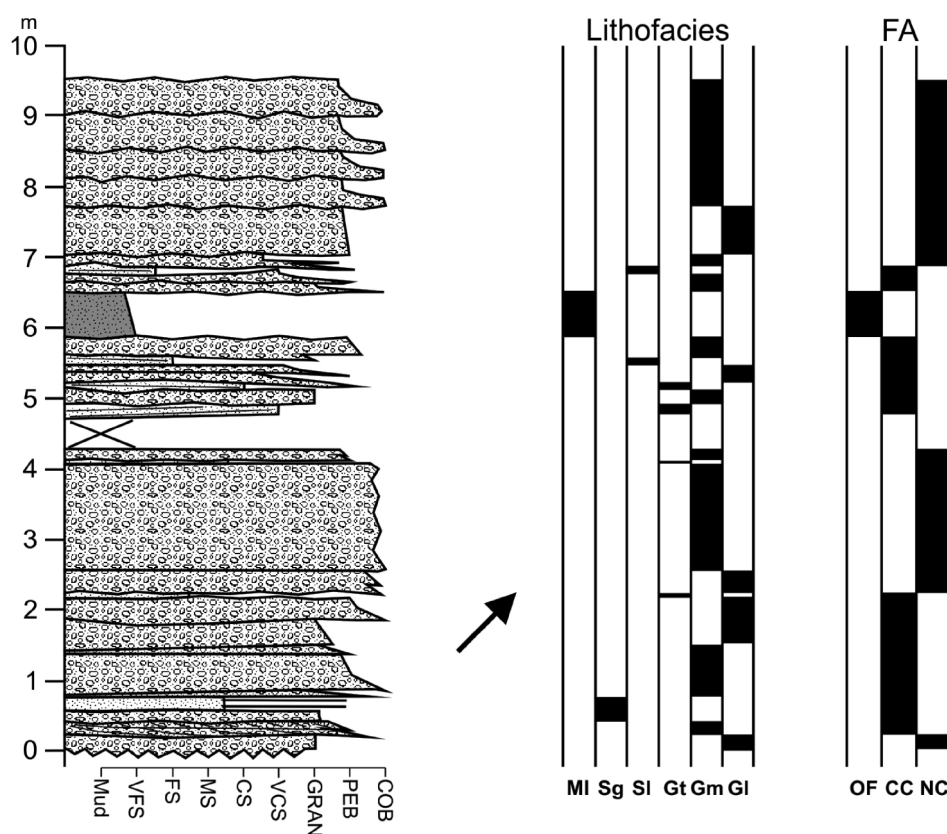 m
Lithofacies
FA
10
9
8
7
6
5
4
3
2
1
0
Mud
VFS
FS
MS
CS
VCS
GRAN
PEB
COB
Ml Sg Sl Gt Gm Gl
OF CC NC